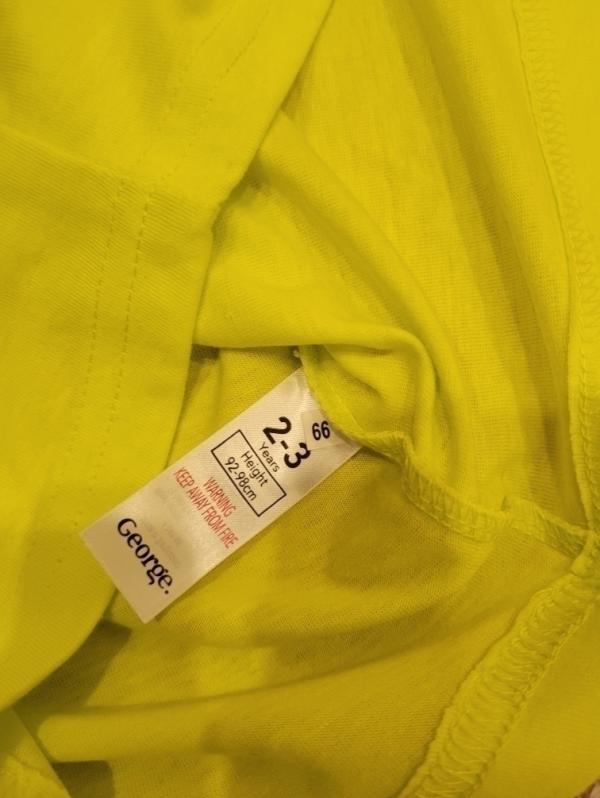 66
2-3
Years
Height
92-98cm
WARNING
KEEP AWAY FROM FIRE
George.